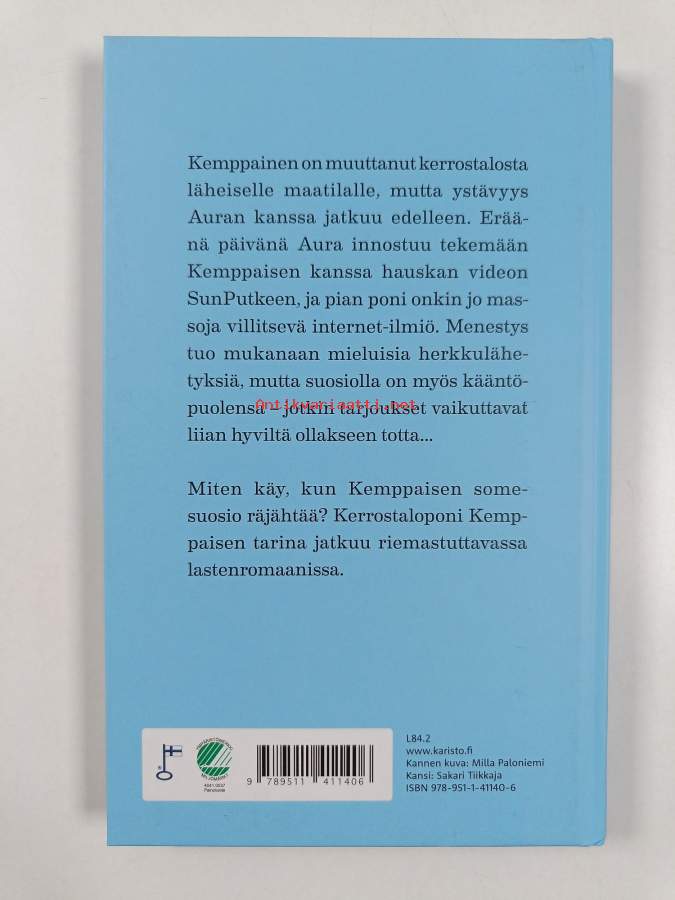 Kemppainen on muuttanut kerrostalosta
läheiselle maatilalle, mutta ystävyys
Auran kanssa jatkuu edelleen. Erää-
nä päivänä Aura innostuu tekemään
Kemppaisen kanssa hauskan videon
SunPutkeen, ja pian poni onkin jo mas-
soja villitsevä internet-ilmiö. Menestys
tuo mukanaan mieluisia herkkulähe-
tyksiä, mutta suosiolla on myös kääntö-
puolensa – jotkin tarjoukset vaikuttavat
Antikvariaatti.net
liian hyviltä ollakseen totta...
Miten käy, kun Kemppaisen some-
suosio räjähtää? Kerrostaloponi Kemp-
paisen tarina jatkuu riemastuttavassa
lastenromaanissa.
4041 0037
Painotuote
9 789511 411406
L84.2
www.karisto.fi
Kannen kuva: Milla Paloniemi
Kansi: Sakari Tiikkaja
ISBN 978-951-1-41140-6